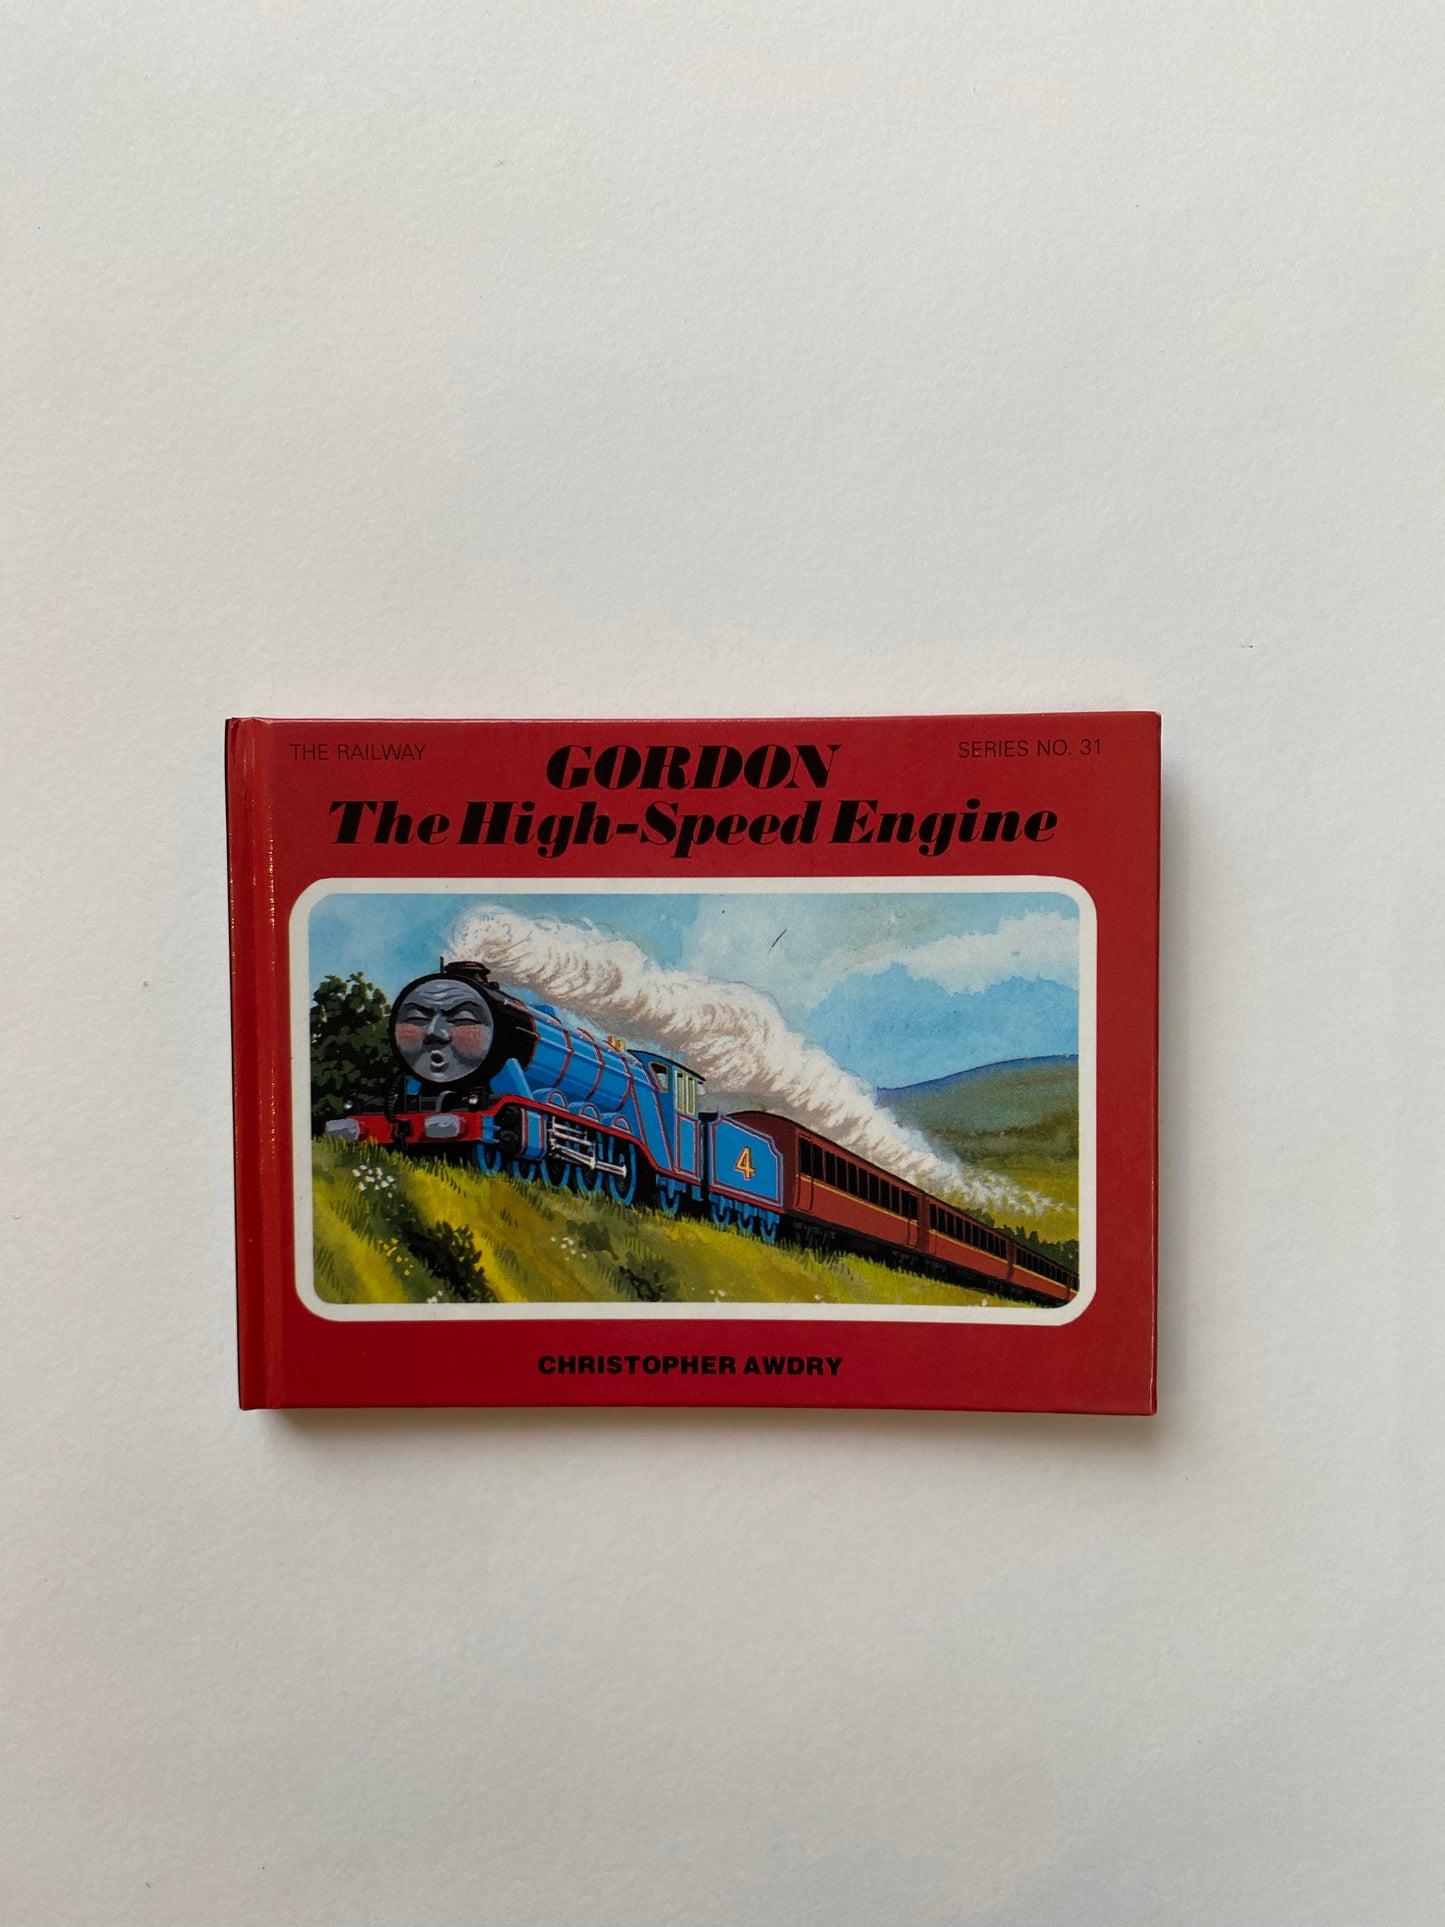 THE RAILWAY
SERIES NO. 31
GORDON
The High-Speed Engine
4
CHRISTOPHER AWDRY